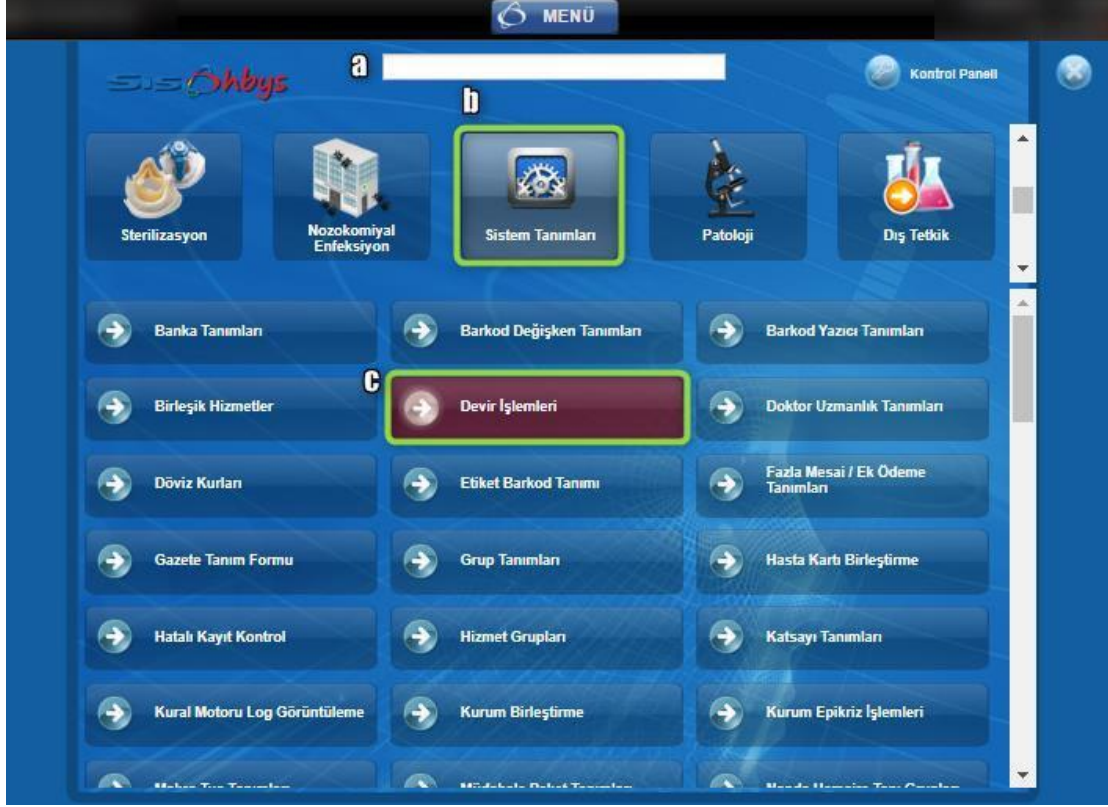 MENÜ
a
SisOhbys
Kontrol Paneli
b
Sterilizasyon
Nozokomiyal
Enfeksiyon
Sistem Tanımları
Patoloji
Dış Tetkik
Banka Tanımları
Barkod Değişken Tanımları
Barkod Yazıcı Tanımları
c
Birleşik Hizmetler
Devir İşlemleri
Doktor Uzmanlık Tanımları
Döviz Kurları
Etiket Barkod Tanımı
Fazla Mesai / Ek Ödeme
Tanımları
Gazete Tanım Formu
Grup Tanımları
Hasta Kartı Birleştirme
Hatalı Kayıt Kontrol
Hizmet Grupları
Katsayı Tanımları
Kural Motoru Log Görüntüleme
Kurum Birleştirme
Kurum Epikriz İşlemleri